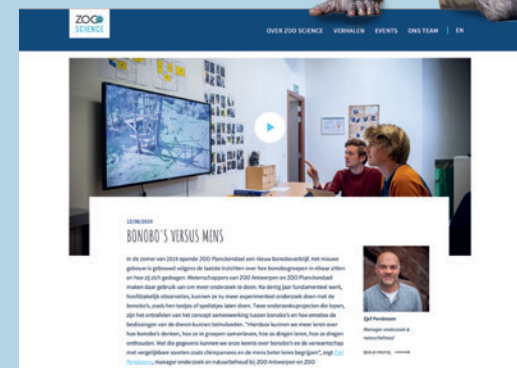 ZOO
SCIENCE
OVER ZOO SCIENCE VERHALEN EVENTS ONS TEAM | EN
12/08/2019
BONOBO'S VERSUS MENS
In de zomer van 2019 opende ZOO Planckendael een nieuw bonoboverblijf. Het nieuwe
gebouw is gebouwd volgens de laatste inzichten over hoe bonobogroepen in elkaar zitten
en hoe zij zich gedragen. Wetenschappers van ZOO Antwerpen en ZOO Planckendael
maken daar gebruik van om meer onderzoek te doen. Na dertig jaar fundamenteel werk,
hoofdzakelijk observaties, kunnen ze nu meer experimenteel onderzoek doen met de
bonobo's, zoals hen testjes of spelletjes laten doen. Twee onderzoeksprojecten die lopen,
zijn het ontrafelen van het concept samenwerking tussen bonobo's en hoe emoties de
beslissingen van de dieren kunnen beïnvloeden. "Hierdoor kunnen we meer leren over
hoe bonobo's denken, hoe ze in groepen samenleven, hoe ze dingen leren, hoe ze dingen
onthouden. Met die gegevens kunnen we onze kennis over bonobo's en de verwantschap
met vergelijkbare soorten zoals chimpansees en de mens beter leren begrijpen", zegt Zjef
Pereboom, manager onderzoek en natuurbehoud bij ZOO Antwerpen en ZOO
Zjef Pereboom
Manager onderzoek &
natuurbehoud
BEKIJK PROFIEL